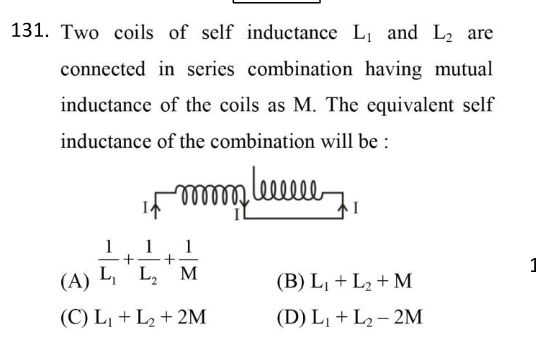 131. Two coils of self inductance L₁ and L₂ are
connected in series combination having mutual
inductance of the coils as M. The equivalent self
inductance of the combination will be :
I I I
(A) 1/L₁ + 1/L₂ + 1/M (B) L₁ + L₂ + M
(C) L₁ + L₂ + 2M (D) L₁ + L₂ – 2M